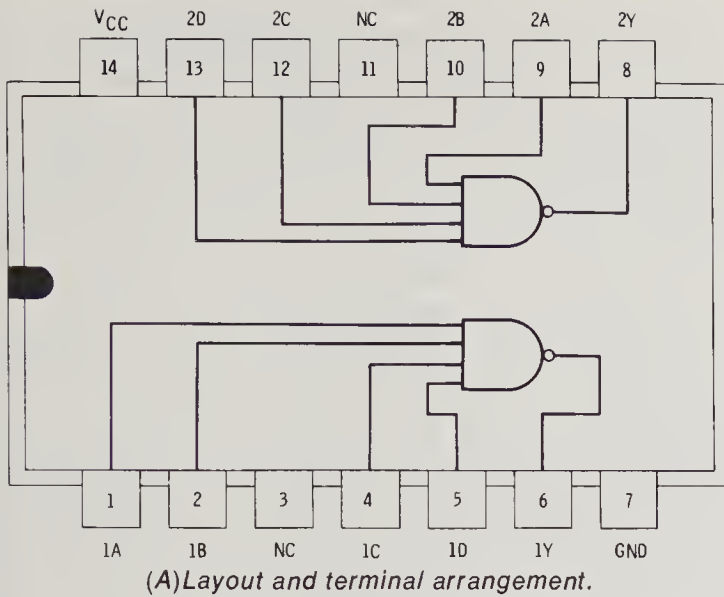 VCC 2D 2C NC 2B 2A 2Y
14 13 12 11 10 9 8
1 2 3 4 5 6 7
1A 1B NC 1C 1D 1Y GND
(A) Layout and terminal arrangement.